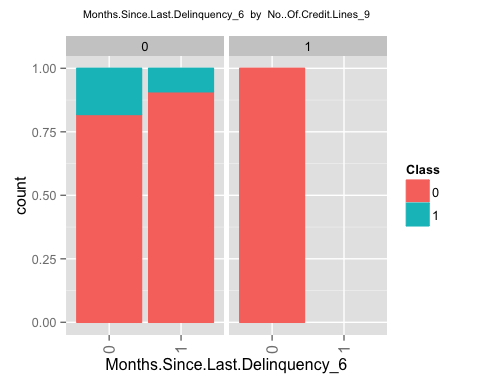 Months.Since.Last.Delinquency_6 by No..Of.Credit.Lines_9
0 1
1.00
0.75
0.50
0.25
0.00
count
0 1 0 1
Months.Since.Last.Delinquency_6
Class
0
1